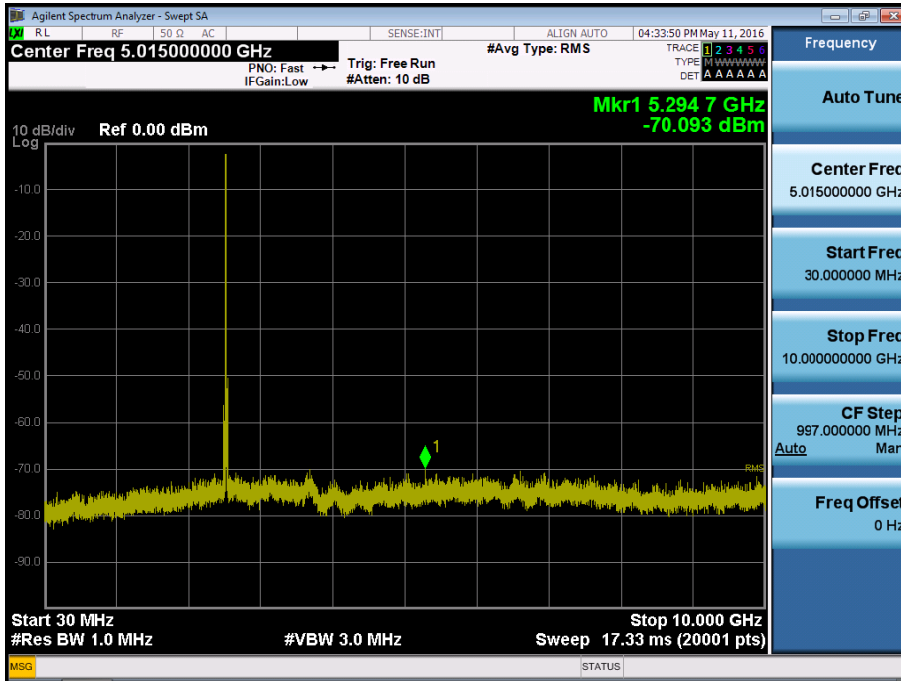 Agilent Spectrum Analyzer - Swept SA
LXI RL RF 50 Ω AC SENSE:INT ALIGN AUTO 04:33:50 PM May 11, 2016
Center Freq 5.015000000 GHz
PNO: Fast
IFGain:Low
Trig: Free Run
#Atten: 10 dB
#Avg Type: RMS
TRACE 1 2 3 4 5 6
TYPE M WWWWW
DET A A A A A A
Mkr1 5.294 7 GHz
-70.093 dBm
10 dB/div Ref 0.00 dBm
Log
-10.0
-20.0
-30.0
-40.0
-50.0
-60.0
-70.0
-80.0
-90.0
1
RMS
Start 30 MHz Stop 10.000 GHz
#Res BW 1.0 MHz #VBW 3.0 MHz Sweep 17.33 ms (20001 pts)
MSG STATUS
Frequency
Auto Tune
Center Freq
5.015000000 GHz
Start Freq
30.000000 MHz
Stop Freq
10.000000000 GHz
CF Step
997.000000 MHz
Auto Man
Freq Offset
0 Hz